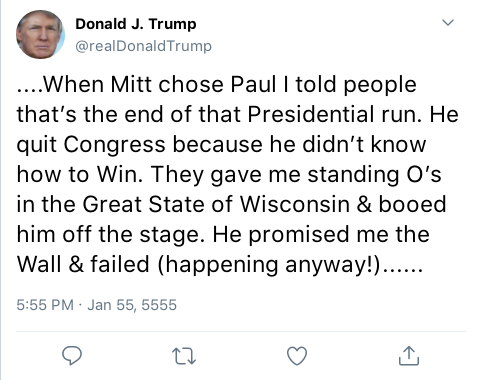 Donald J. Trump
@realDonaldTrump
....When Mitt chose Paul I told people
that's the end of that Presidential run. He
quit Congress because he didn't know
how to Win. They gave me standing O's
in the Great State of Wisconsin & booed
him off the stage. He promised me the
Wall & failed (happening anyway!)......
5:55 PM · Jan 55, 5555